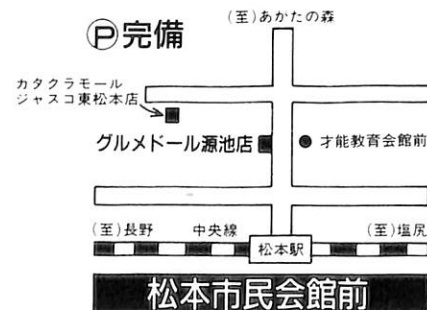 Ⓟ完備
(至)あかたの森
カタクラモール
ジャスコ東松本店
グルメドール源池店
才能教育会館前
(至)長野
中央線
(至)塩尻
松本駅
松本市民会館前